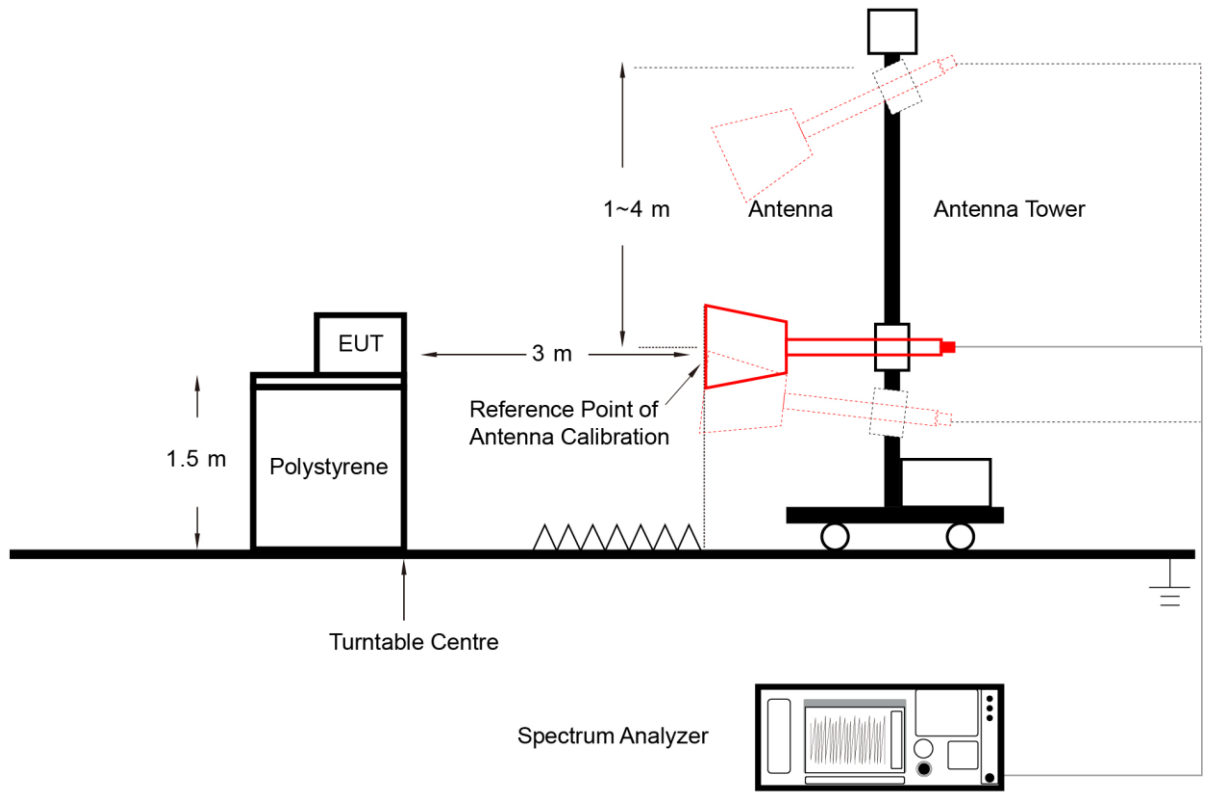 1~4 m
Antenna
Antenna Tower
EUT
3 m
Reference Point of
Antenna Calibration
1.5 m
Polystyrene
Turntable Centre
Spectrum Analyzer